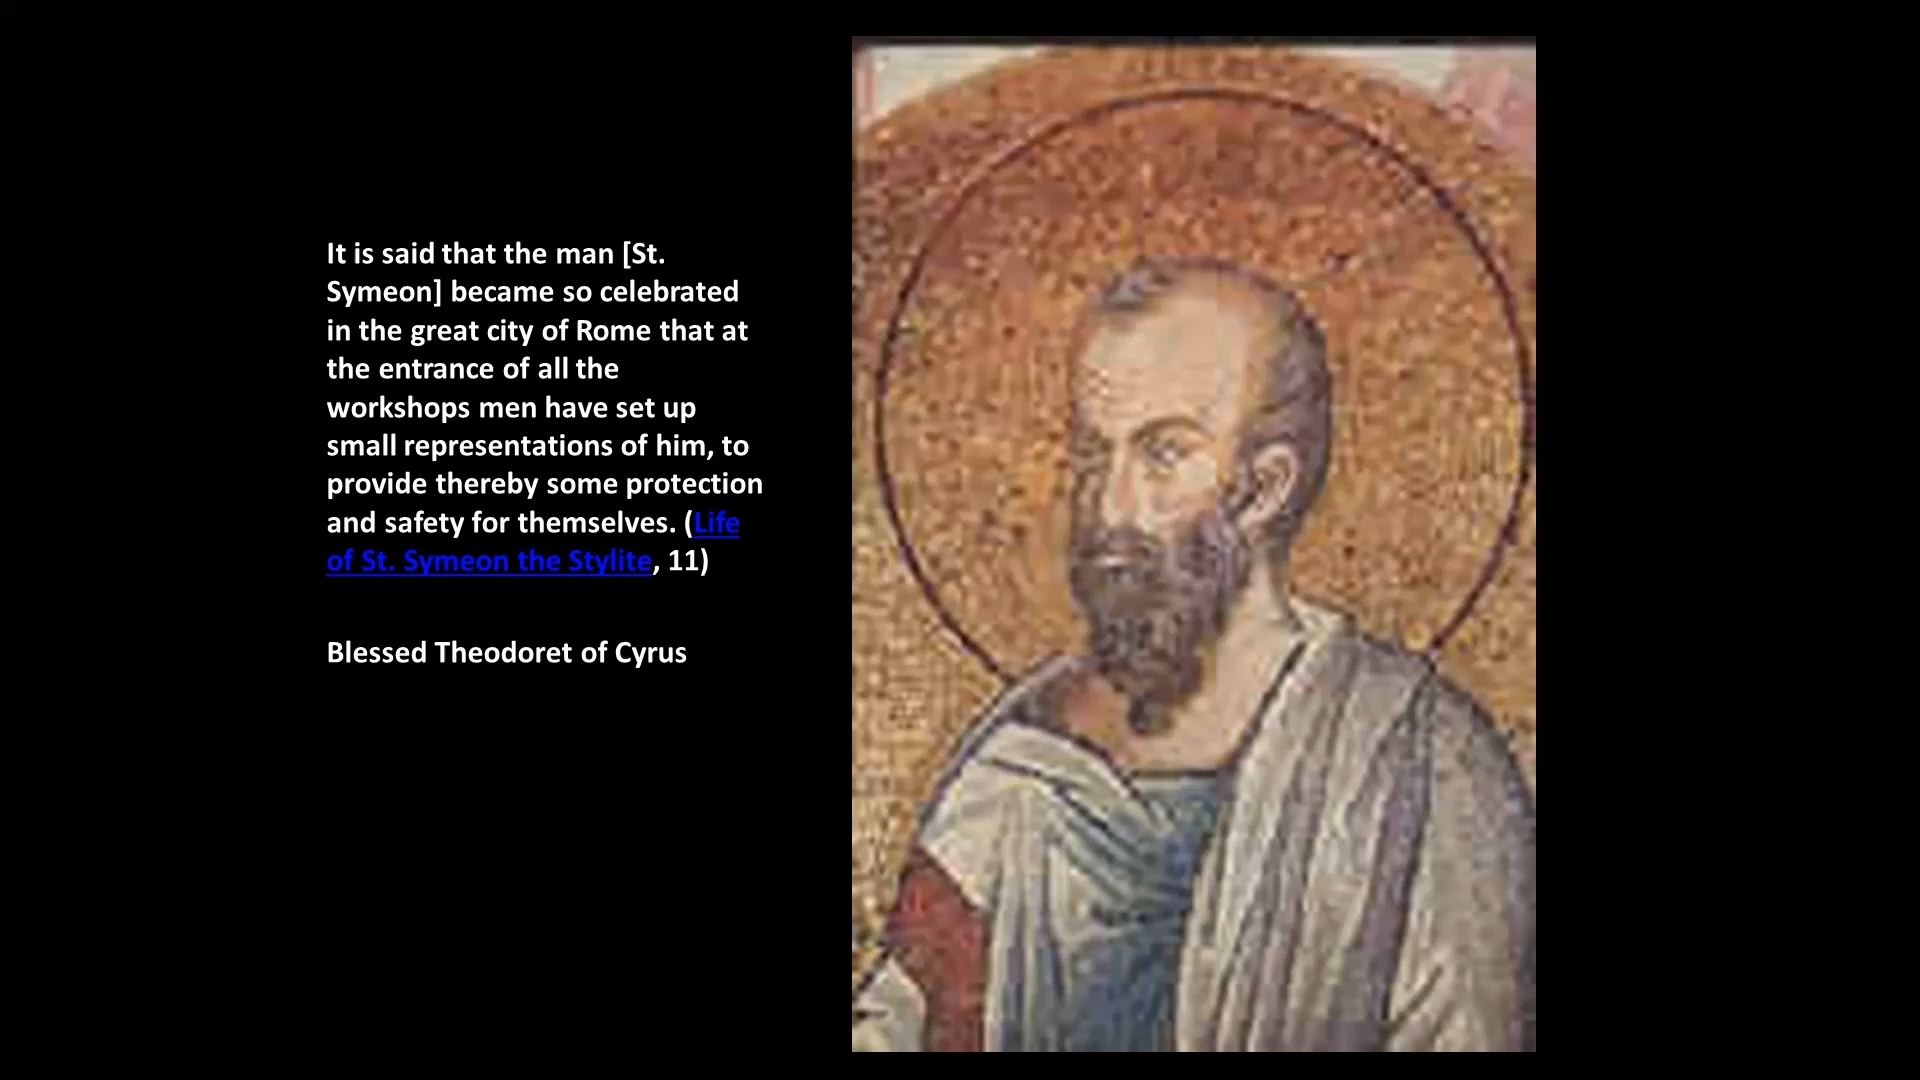 It is said that the man [St.
Symeon] became so celebrated
in the great city of Rome that at
the entrance of all the
workshops men have set up
small representations of him, to
provide thereby some protection
and safety for themselves. (Life
of St. Symeon the Stylite, 11)
Blessed Theodoret of Cyrus